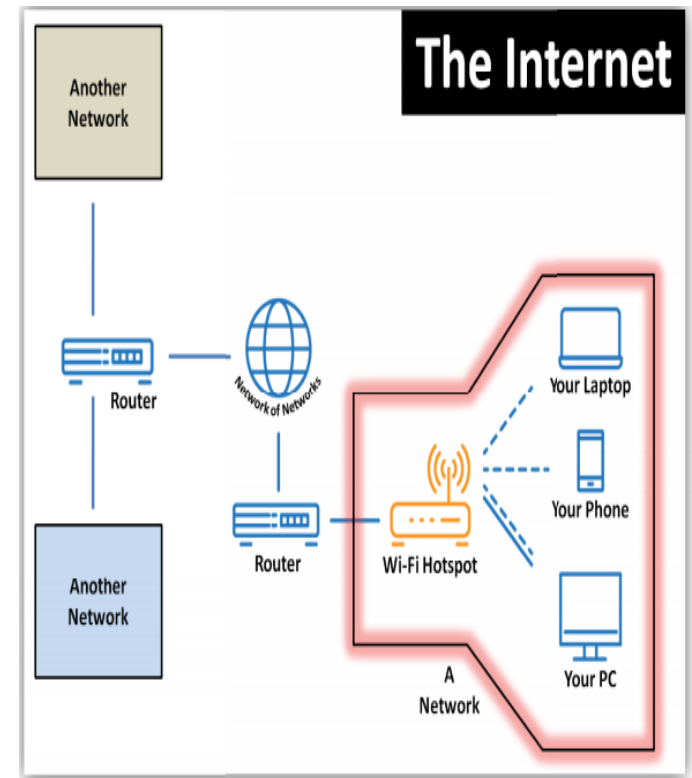 The Internet
Another
Network
Router
Network of Networks
Your Laptop
Your Phone
Router
Wi-Fi Hotspot
Another
Network
A
Network
Your PC